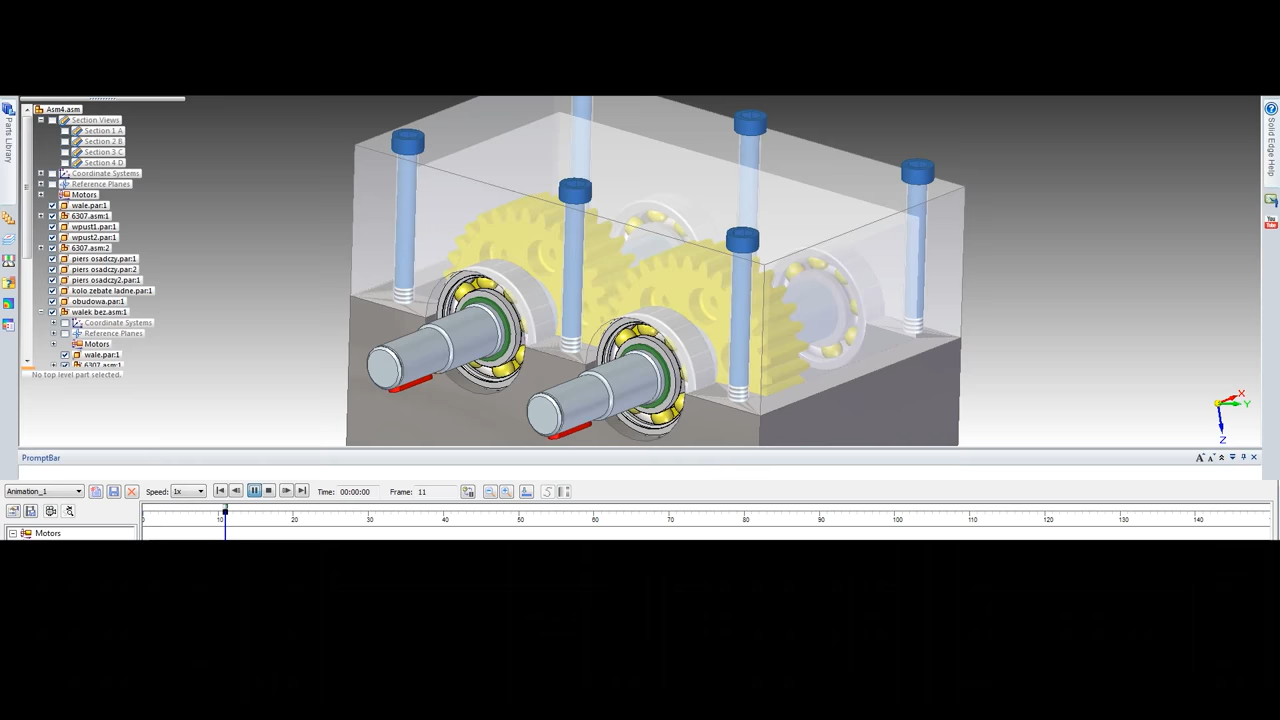 Parts Library
Asm4.asm
Section Views
Section 1 A
Section 2 B
Section 3 C
Section 4 D
Coordinate Systems
Reference Planes
Motors
wale.par:1
6307.asm:1
wpust1.par:1
wpust2.par:1
6307.asm:2
piers osadczy.par:1
piers osadczy.par:2
piers osadczy2.par:1
kolo zebate ladne.par:1
obudowa.par:1
walek bez.asm:1
Coordinate Systems
Reference Planes
Motors
wale.par:1
6307.asm:1
No top level part selected.
Solid Edge Help
You Tube
X
Y
Z
PromptBar
Animation_1
Speed: 1x
Time: 00:00:00
Frame: 11
0 10 20 30 40 50 60 70 80 90 100 110 120 130 140
Motors